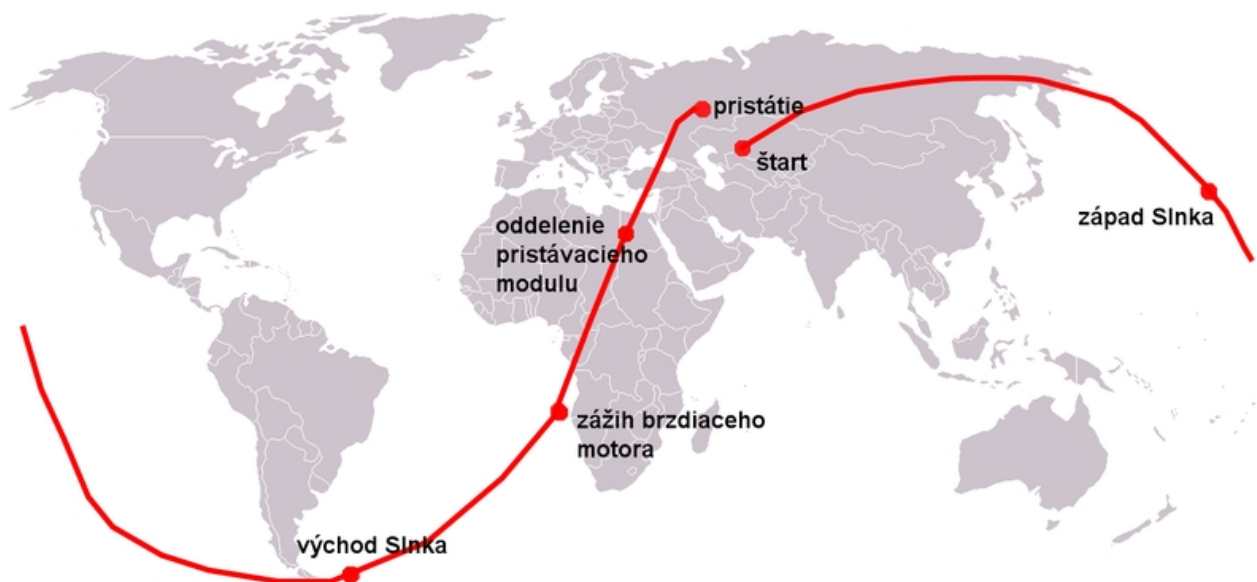 pristátie
štart
západ Slnka
oddelenie
pristávacieho
modulu
zážih brzdiaceho
motora
východ Slnka